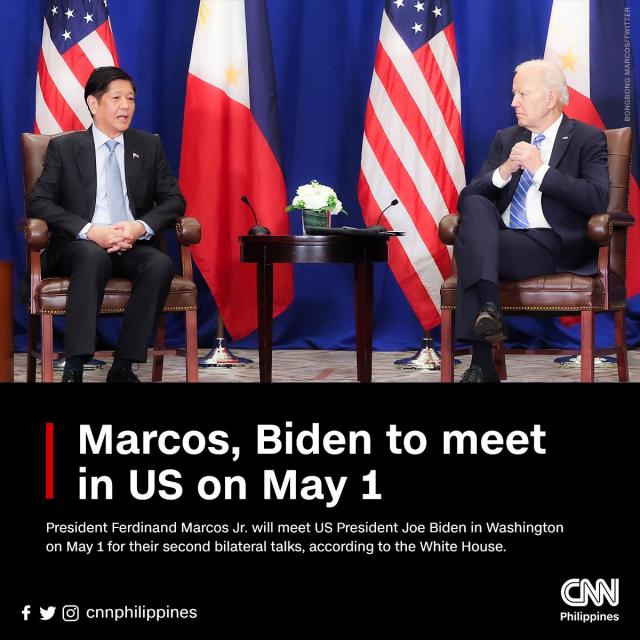 BONGBONG MARCOS/TWITTER
Marcos, Biden to meet
in US on May 1
President Ferdinand Marcos Jr. will meet US President Joe Biden in Washington
on May 1 for their second bilateral talks, according to the White House.
cnnphilippines
CNN
Philippines